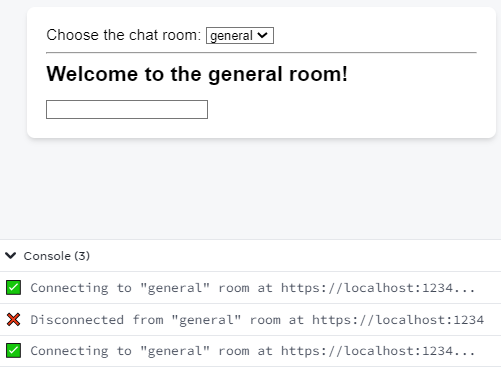 Choose the chat room: general
Welcome to the general room!
Console (3)
✅ Connecting to "general" room at https://localhost:1234...
❌ Disconnected from "general" room at https://localhost:1234
✅ Connecting to "general" room at https://localhost:1234...